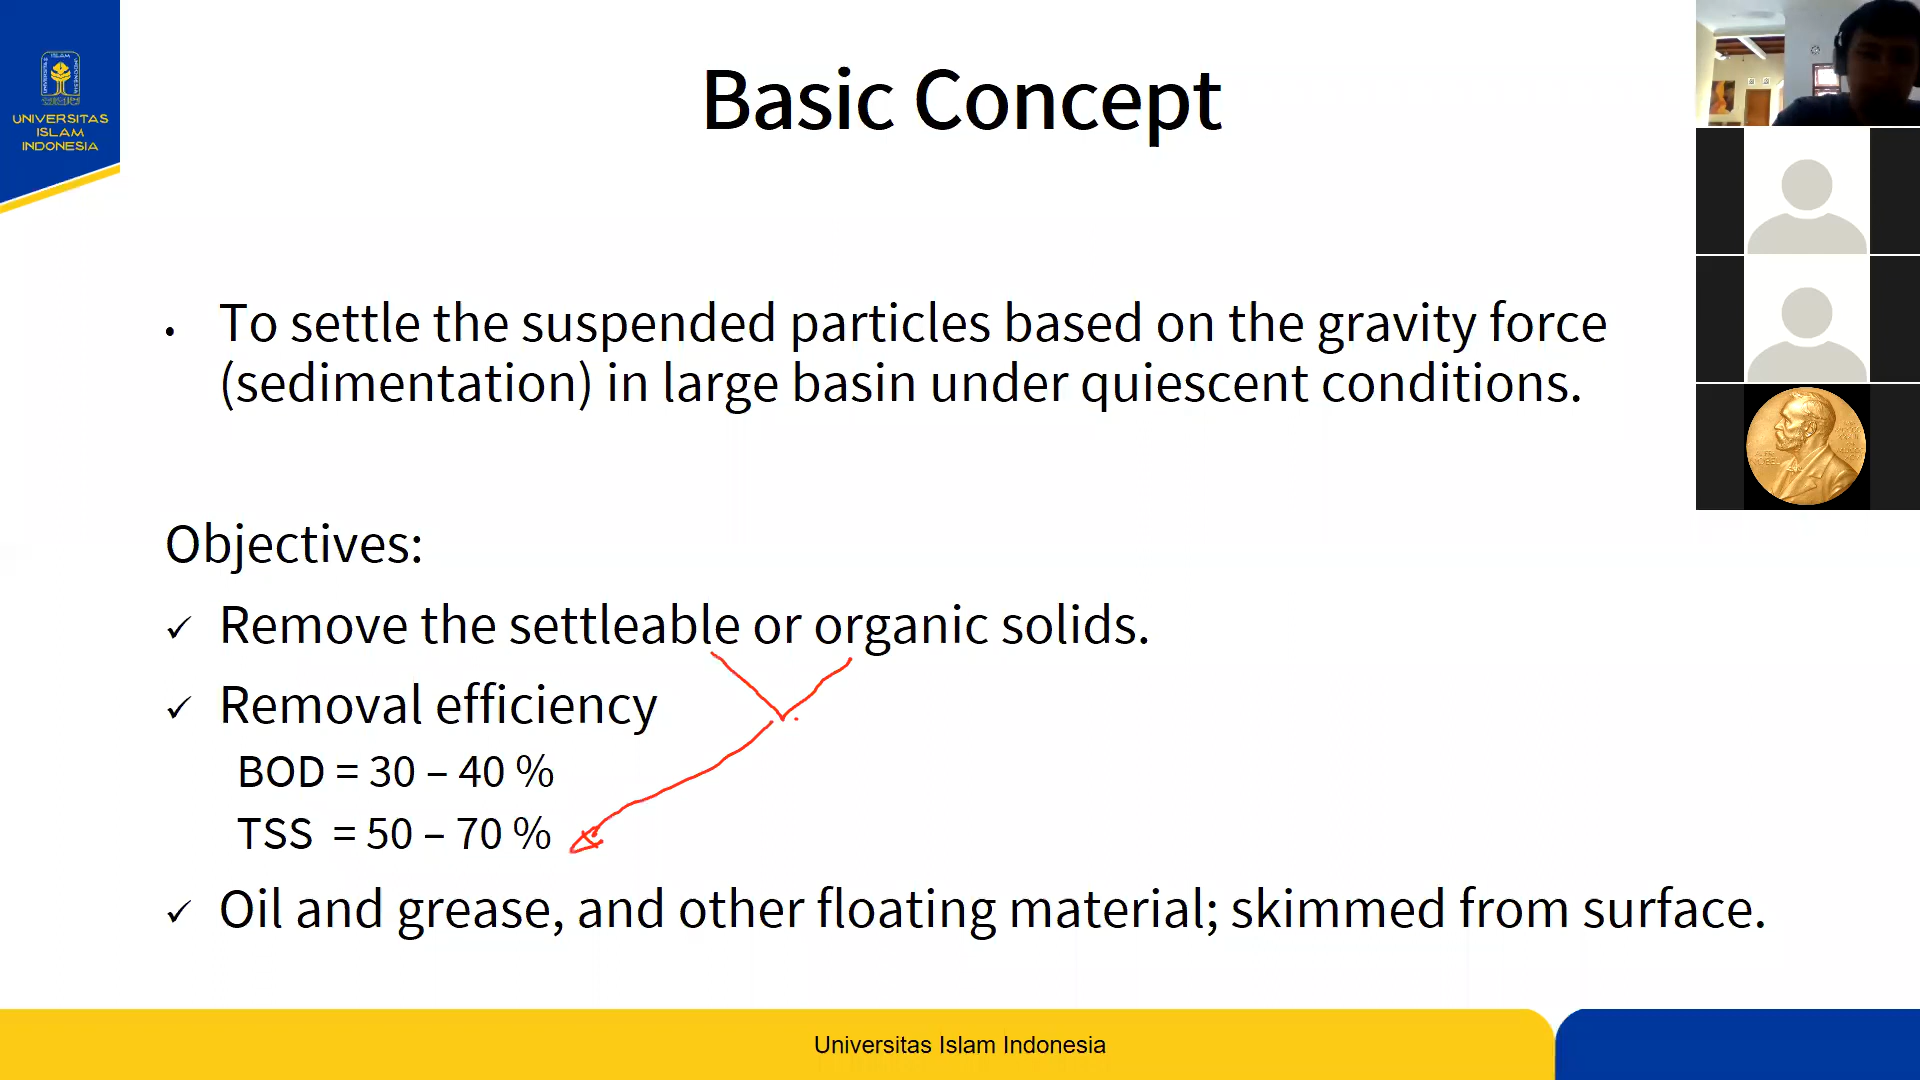 ISLAM
UNIVERSITAS
ISLAM
INDONESIA
Basic Concept
• To settle the suspended particles based on the gravity force
(sedimentation) in large basin under quiescent conditions.
Objectives:
✓ Remove the settleable or organic solids.
✓ Removal efficiency
BOD = 30 – 40 %
TSS = 50 – 70 %
✓ Oil and grease, and other floating material; skimmed from surface.
Universitas Islam Indonesia